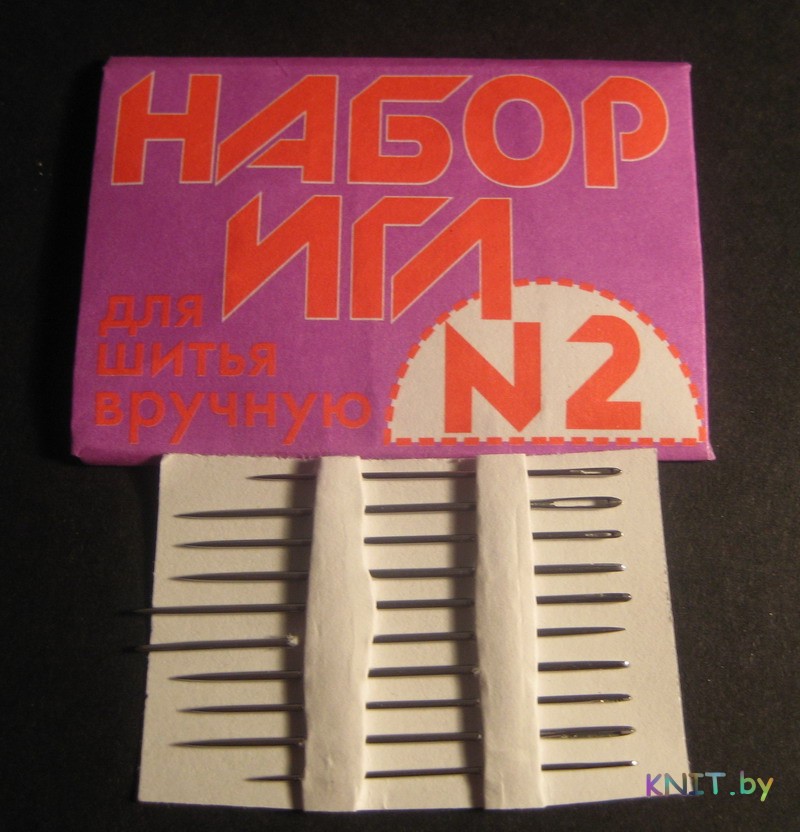 НАБОР
ИГЛ
для
шитья
вручную
N2
KNIT.by